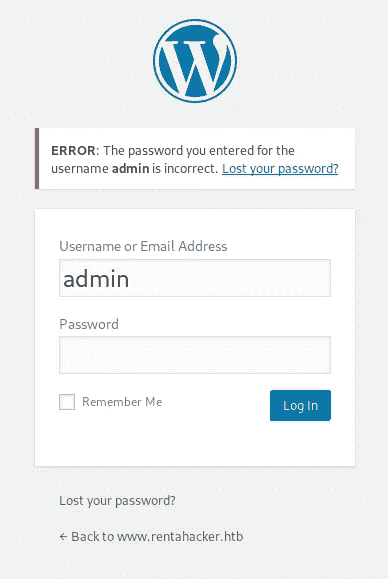 ERROR: The password you entered for the
username admin is incorrect. Lost your password?
Username or Email Address
admin
Password
Remember Me
Log In
Lost your password?
← Back to www.rentahacker.htb